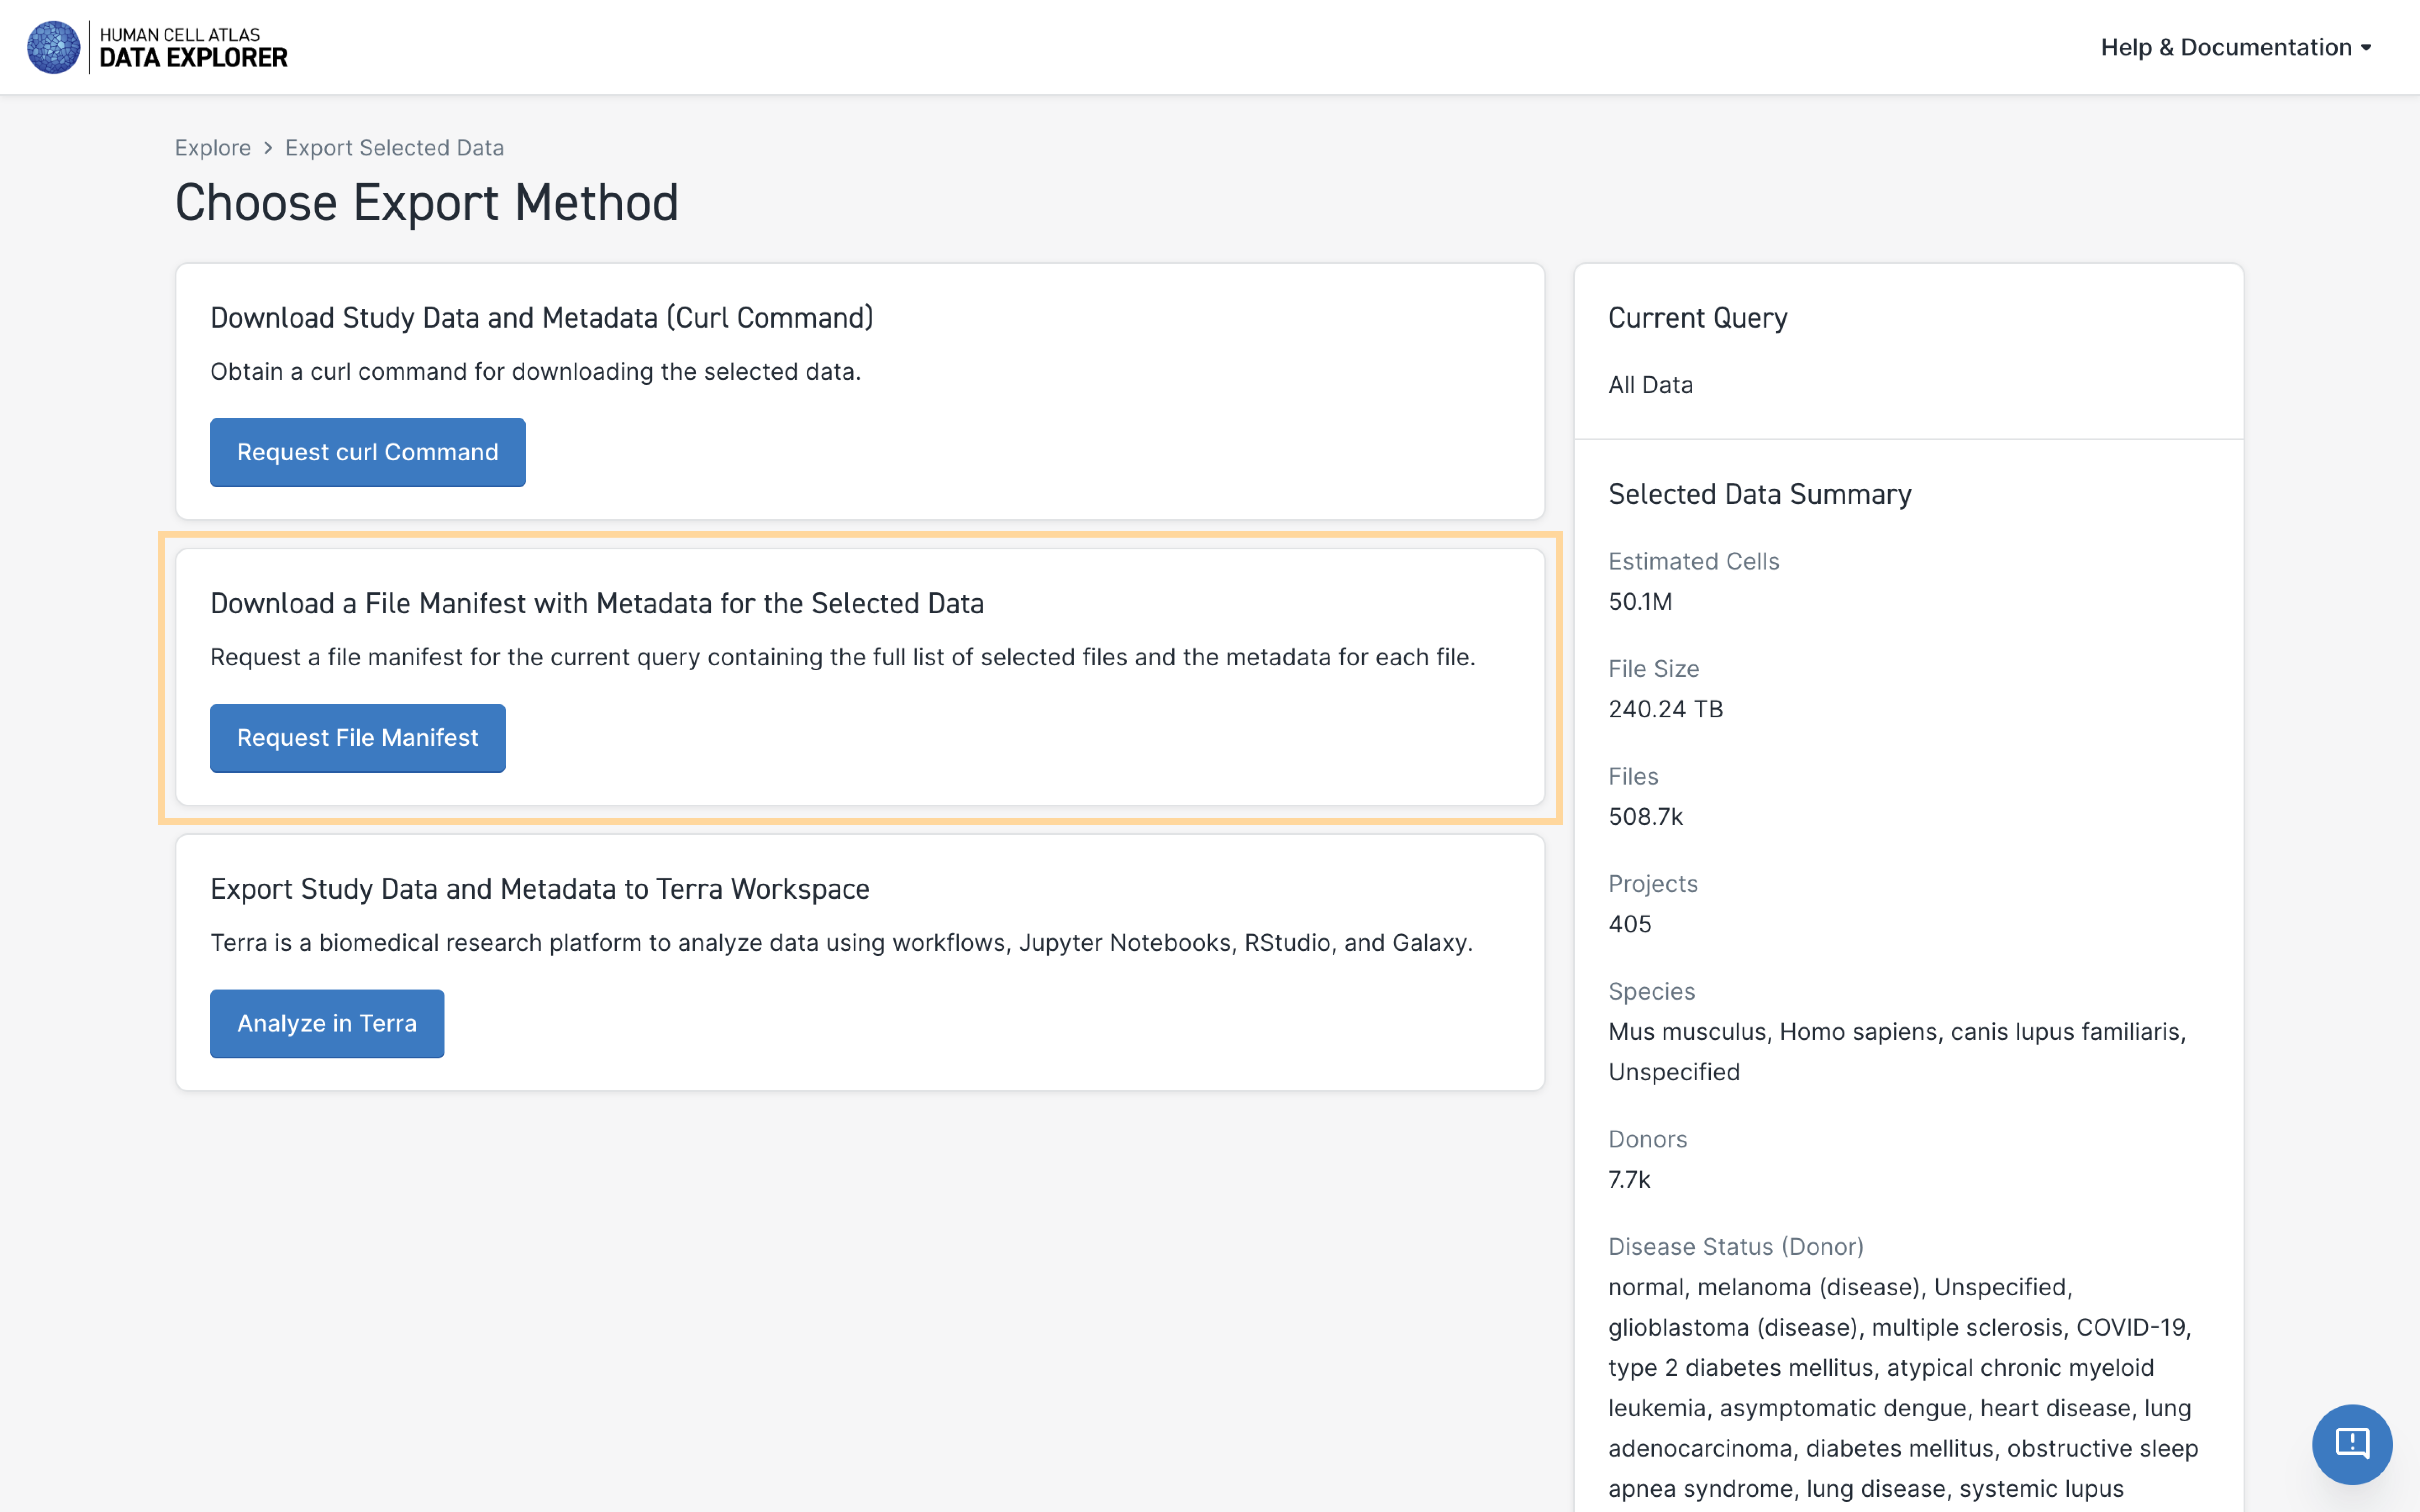 HUMAN CELL ATLAS
DATA EXPLORER
Help & Documentation
Explore > Export Selected Data
Choose Export Method
Download Study Data and Metadata (Curl Command)
Obtain a curl command for downloading the selected data.
Request curl Command
Download a File Manifest with Metadata for the Selected Data
Request a file manifest for the current query containing the full list of selected files and the metadata for each file.
Request File Manifest
Export Study Data and Metadata to Terra Workspace
Terra is a biomedical research platform to analyze data using workflows, Jupyter Notebooks, RStudio, and Galaxy.
Analyze in Terra
Current Query
All Data
Selected Data Summary
Estimated Cells
50.1M
File Size
240.24 TB
Files
508.7k
Projects
405
Species
Mus musculus, Homo sapiens, canis lupus familiaris,
Unspecified
Donors
7.7k
Disease Status (Donor)
normal, melanoma (disease), Unspecified,
glioblastoma (disease), multiple sclerosis, COVID-19,
type 2 diabetes mellitus, atypical chronic myeloid
leukemia, asymptomatic dengue, heart disease, lung
adenocarcinoma, diabetes mellitus, obstructive sleep
apnea syndrome, lung disease, systemic lupus